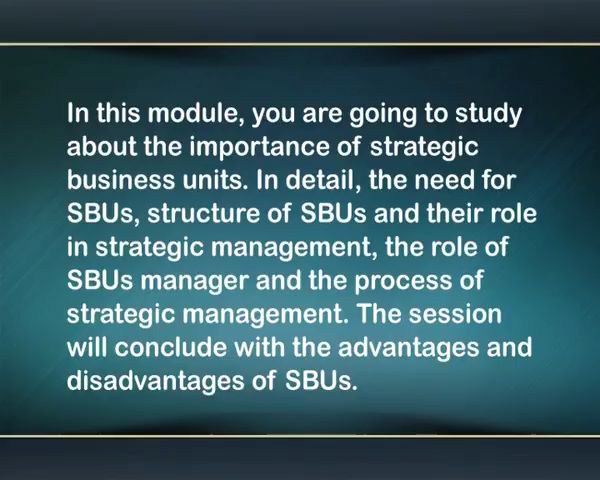 In this module, you are going to study
about the importance of strategic
business units. In detail, the need for
SBUs, structure of SBUs and their role
in strategic management, the role of
SBUs manager and the process of
strategic management. The session
will conclude with the advantages and
disadvantages of SBUs.